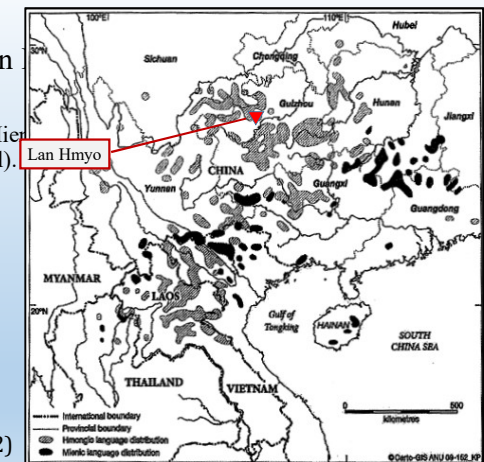 100°E
110°E
Hubei
30°N
Sichuan
Chongqing
Guizhou
Hunan
Jiangxi
Lan Hmyo
l).
CHINA
Yunnan
Guangxi
Guangdong
MYANMAR
LAOS
20°N
Gulf of
Tongking
HAINAN
SOUTH
CHINA SEA
THAILAND
VIETNAM
International boundary
Provincial boundary
Hmongic language distribution
Mienic language distribution
0
500
kilometres
©Carto-GIS ANU 09-152_KP
2)